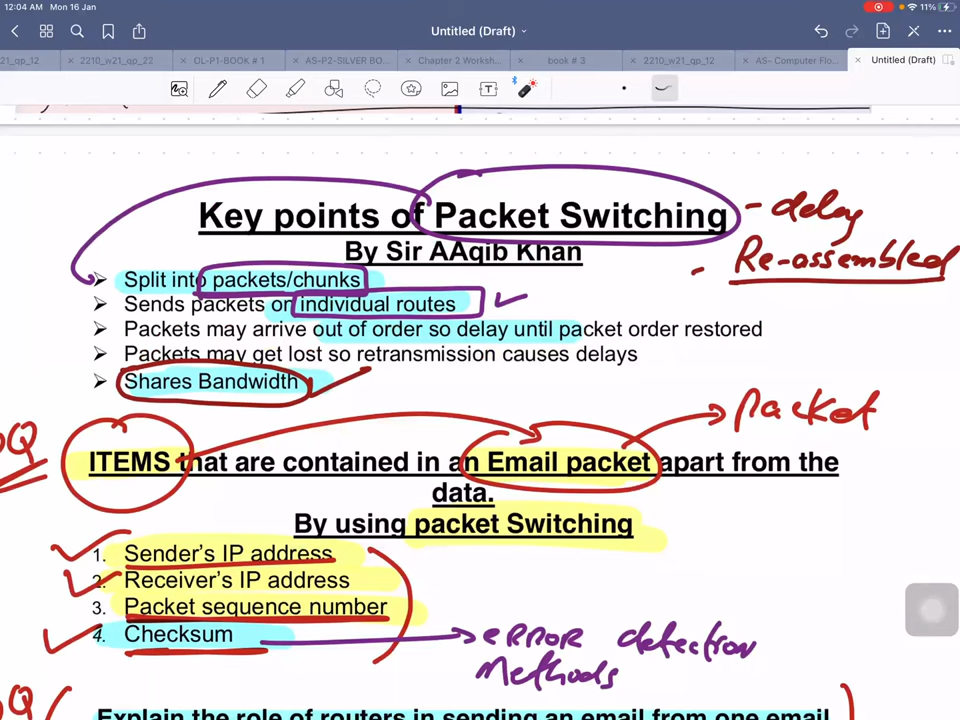 12:04 AM Mon 16 Jan
11%
Untitled (Draft)
21_qp_12
2210_w21_qp_22
OL-P1-BOOK # 1
AS-P2-SILVER BO...
Chapter 2 Worksh...
book # 3
2210_w21_qp_12
AS- Computer Flo...
Untitled (Draft)
Key points of Packet Switching
- delay
By Sir AAqib Khan
- Re-assembled
➢ Split into packets/chunks
➢ Sends packets on individual routes
➢ Packets may arrive out of order so delay until packet order restored
➢ Packets may get lost so retransmission causes delays
➢ Shares Bandwidth
Packet
ITEMS that are contained in an Email packet apart from the
data.
By using packet Switching
1. Sender's IP address
2. Receiver's IP address
3. Packet sequence number
4. Checksum
ERROR detection
Methods
Explain the role of routers in sending an email from one email